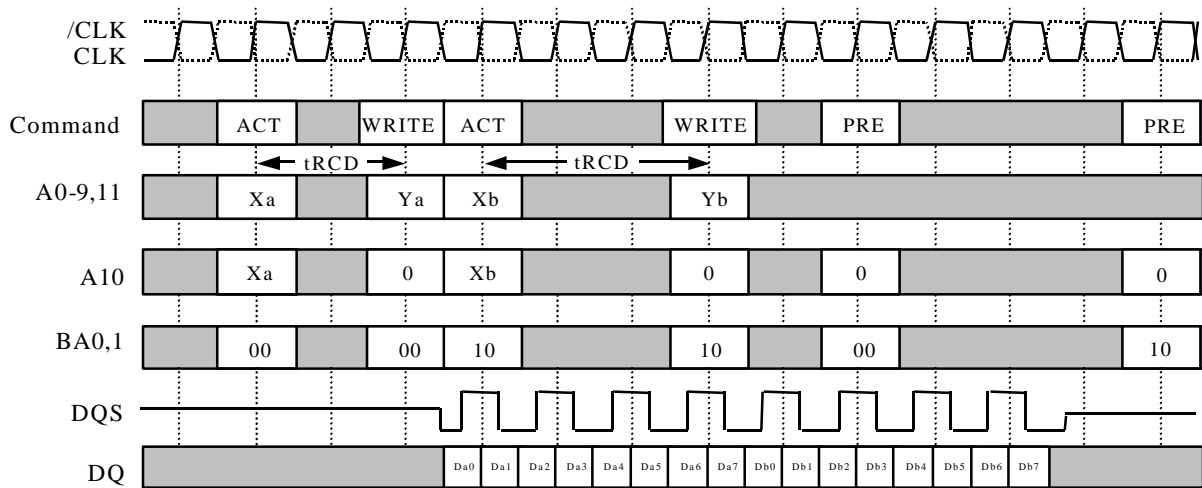 /CLK
CLK
Command ACT WRITE ACT WRITE PRE PRE
tRCD tRCD
A0-9,11 Xa Ya Xb Yb
A10 Xa 0 Xb 0 0 0
BA0,1 00 00 10 10 00 10
DQS
DQ Da0 Da1 Da2 Da3 Da4 Da5 Da6 Da7 Db0 Db1 Db2 Db3 Db4 Db5 Db6 Db7